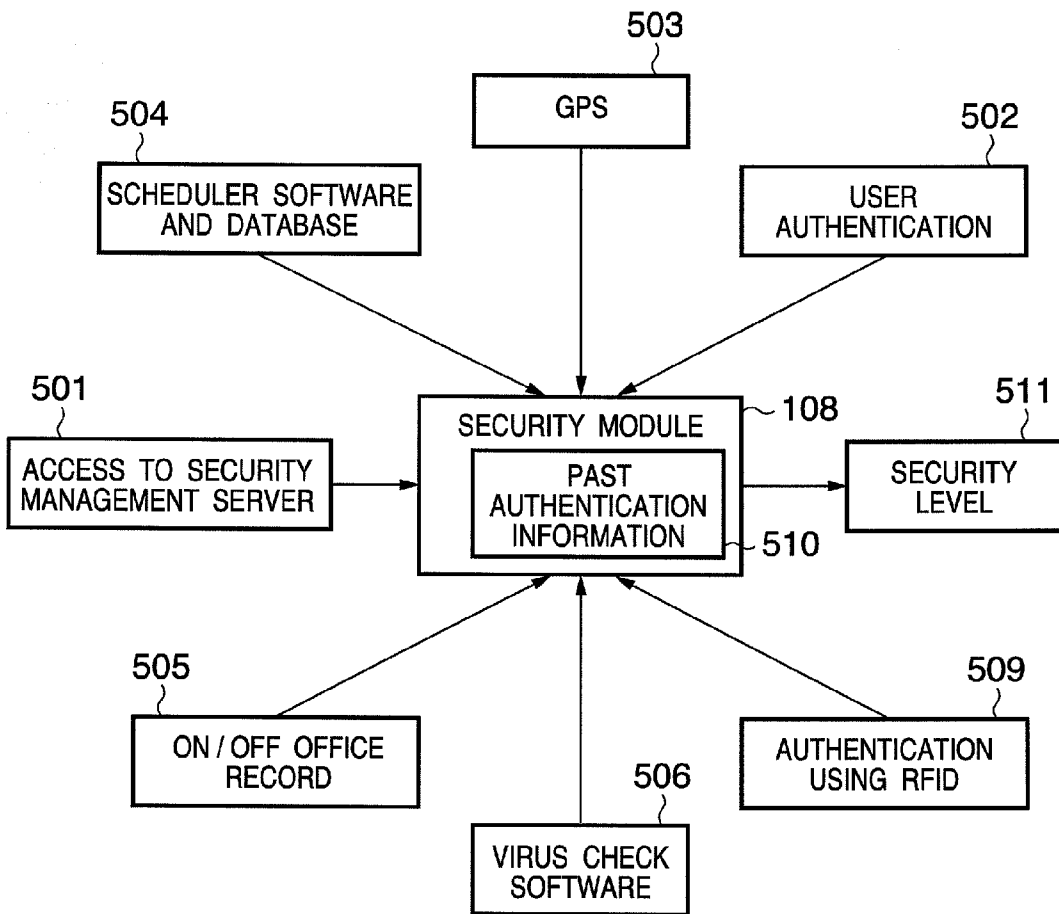 503
GPS
504
SCHEDULER SOFTWARE
AND DATABASE
502
USER
AUTHENTICATION
501
ACCESS TO SECURITY
MANAGEMENT SERVER
108
SECURITY MODULE
PAST
AUTHENTICATION
INFORMATION
510
511
SECURITY
LEVEL
505
ON / OFF OFFICE
RECORD
506
VIRUS CHECK
SOFTWARE
509
AUTHENTICATION
USING RFID